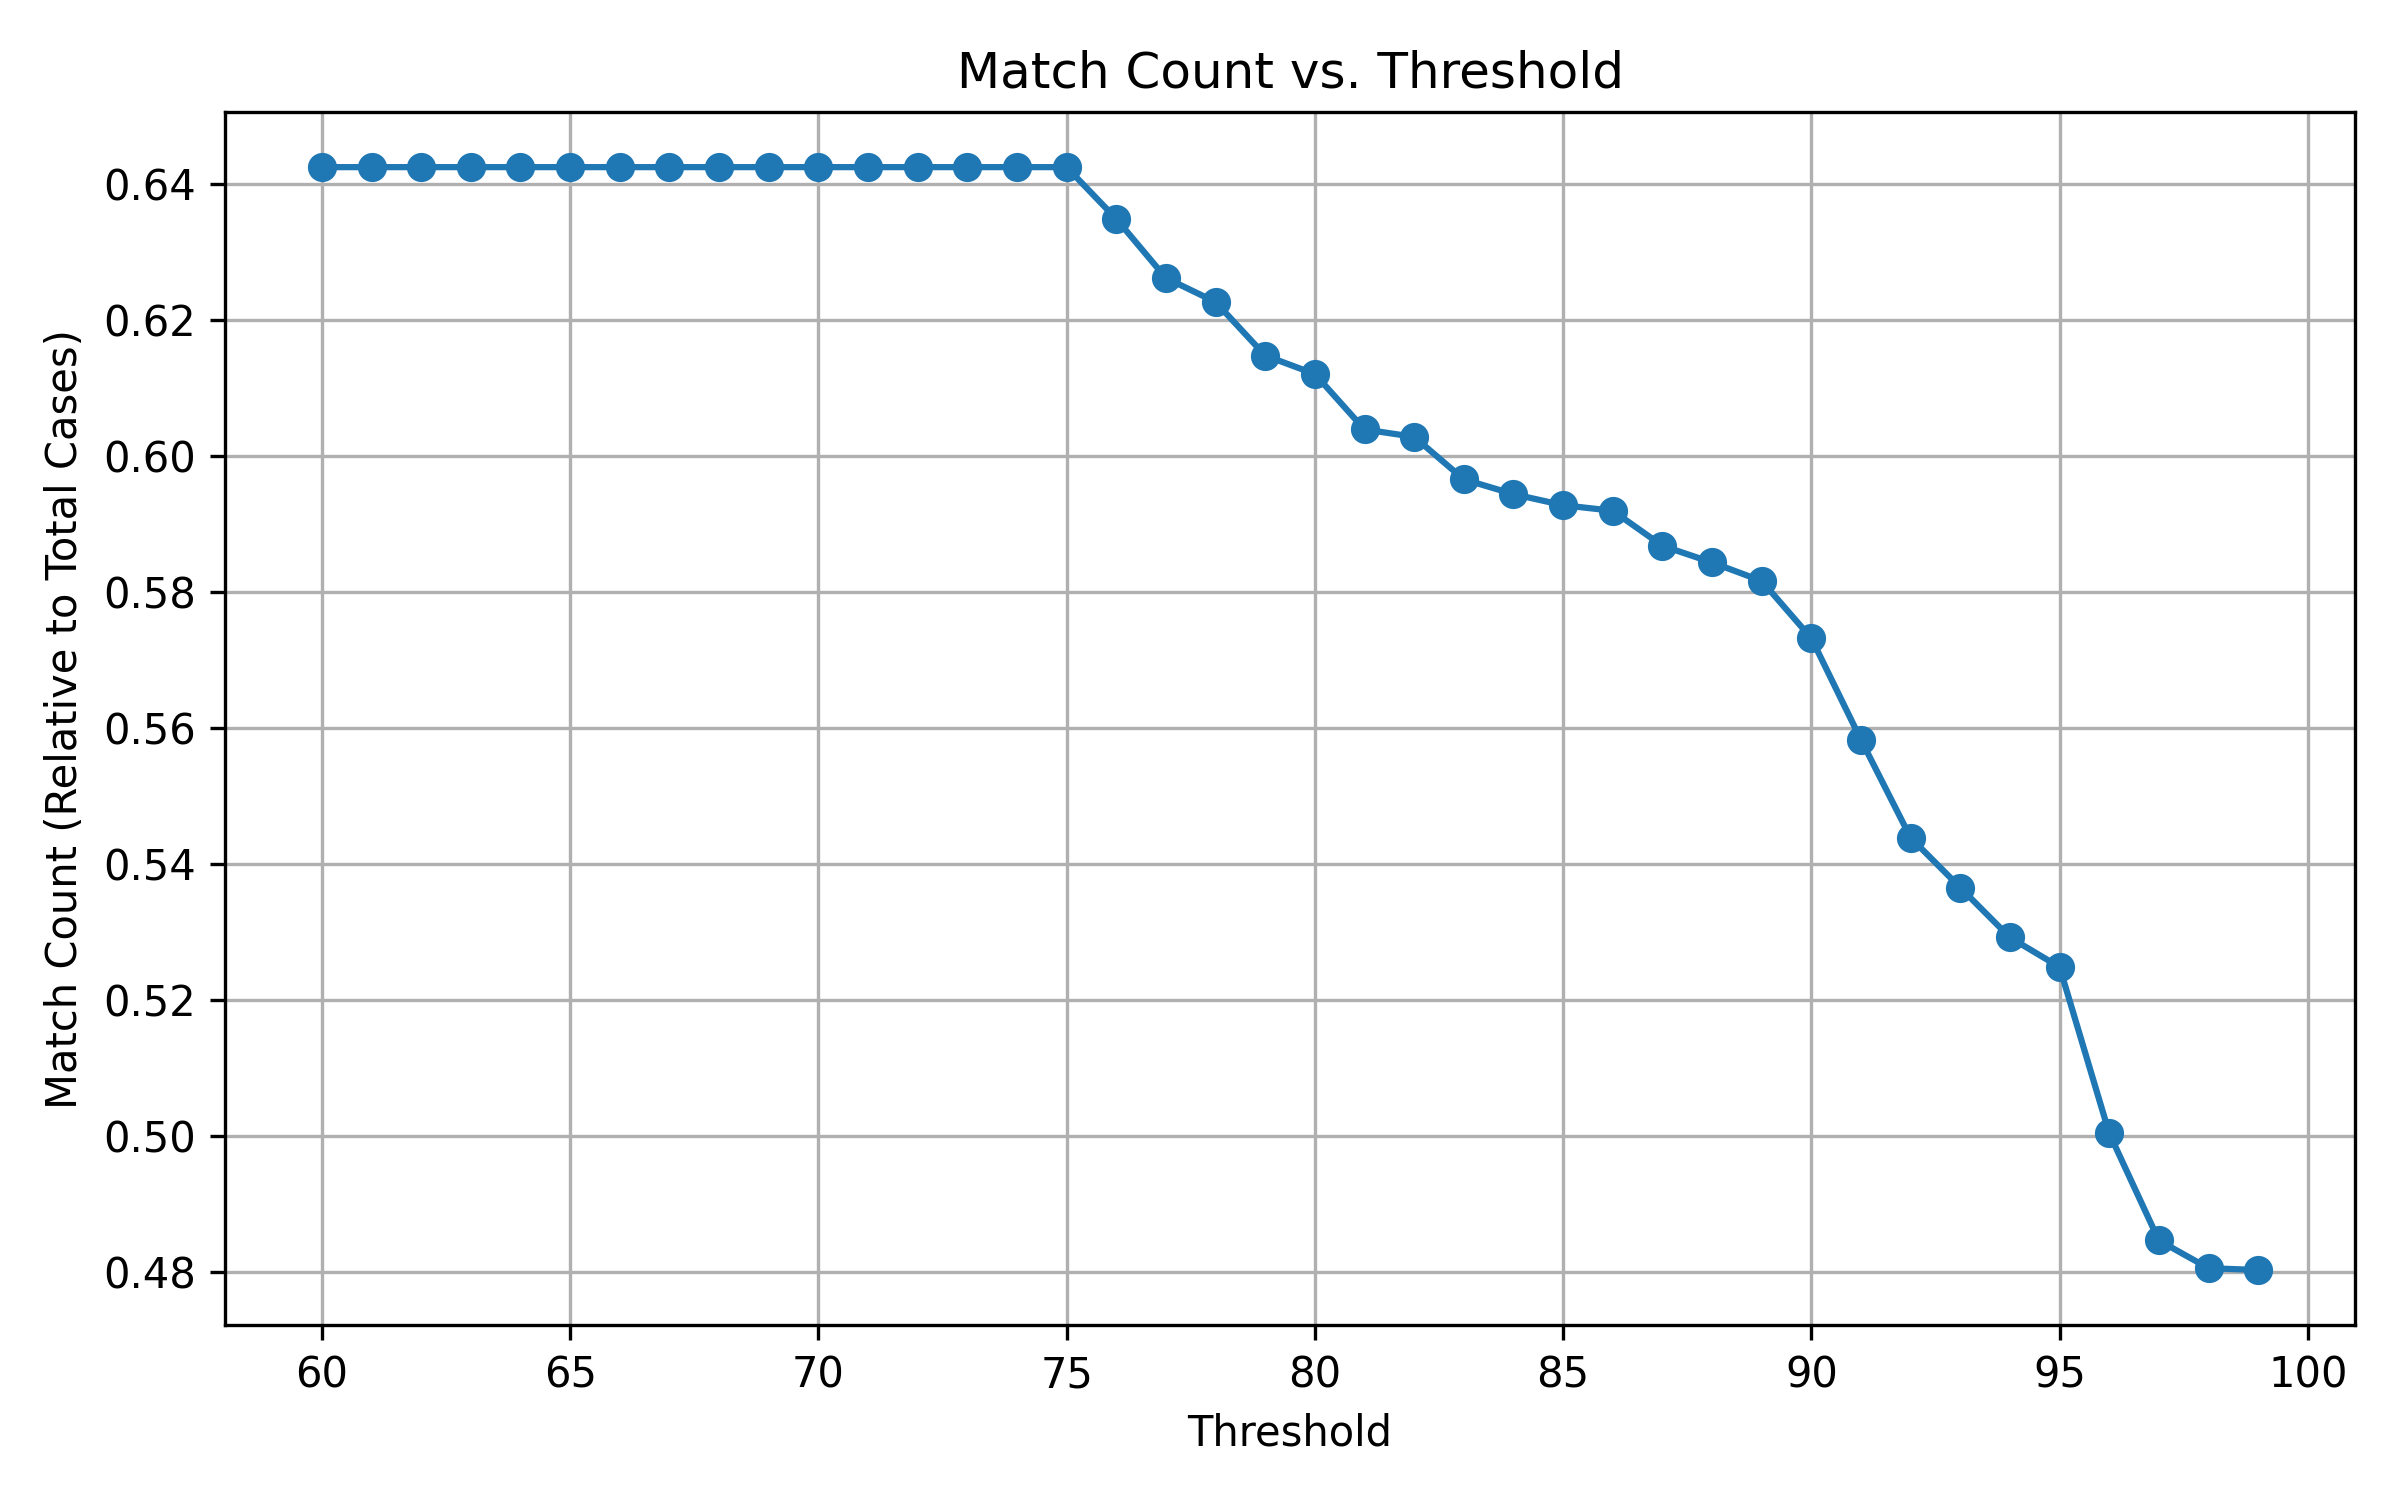 Match Count vs. Threshold
Match Count (Relative to Total Cases)
0.64
0.62
0.60
0.58
0.56
0.54
0.52
0.50
0.48
60 65 70 75 80 85 90 95 100
Threshold